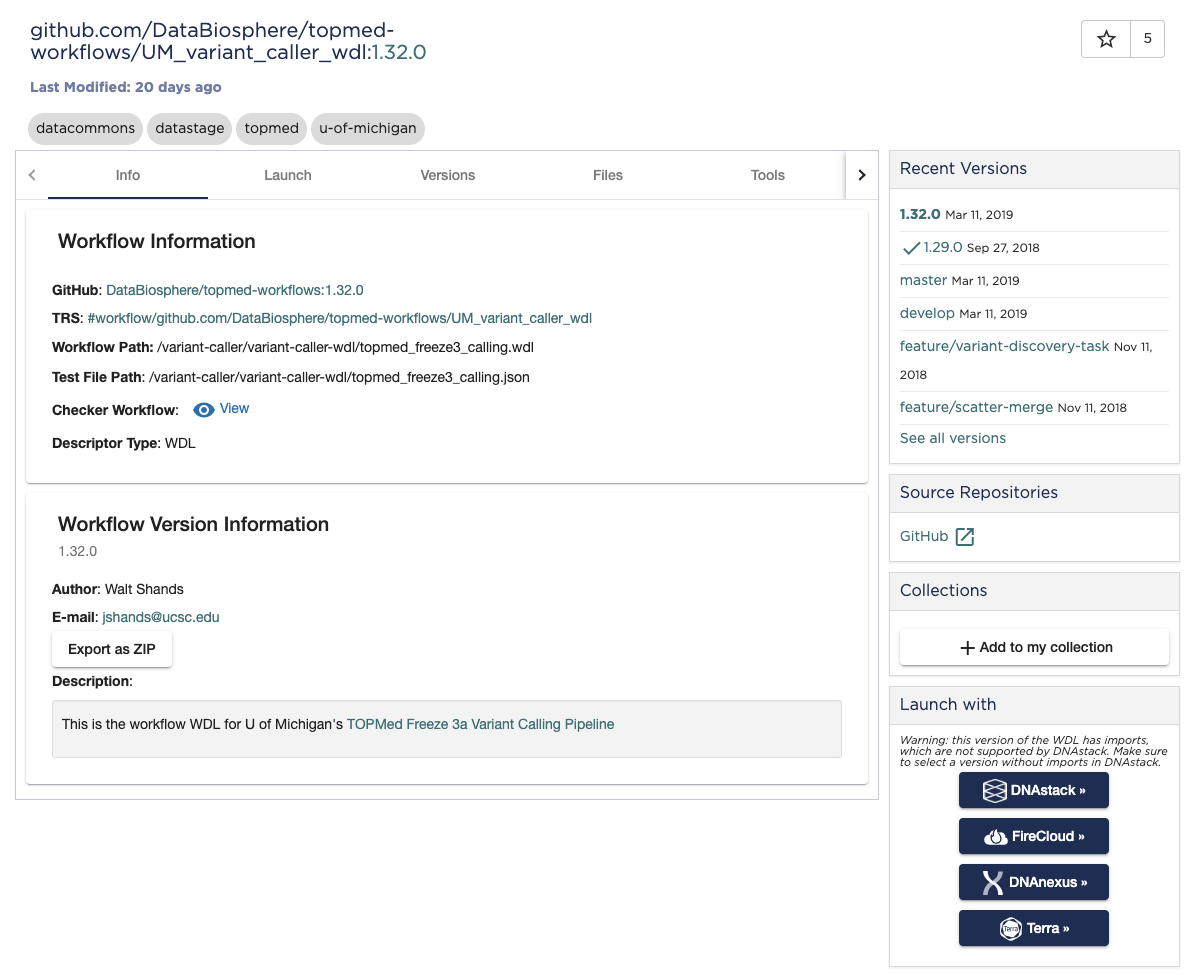 github.com/DataBiosphere/topmed-
workflows/UM_variant_caller_wdl:1.32.0
5
Last Modified: 20 days ago
datacommons datastage topmed u-of-michigan
Info Launch Versions Files Tools
Workflow Information
GitHub: DataBiosphere/topmed-workflows:1.32.0
TRS: #workflow/github.com/DataBiosphere/topmed-workflows/UM_variant_caller_wdl
Workflow Path: /variant-caller/variant-caller-wdl/topmed_freeze3_calling.wdl
Test File Path: /variant-caller/variant-caller-wdl/topmed_freeze3_calling.json
Checker Workflow: View
Descriptor Type: WDL
Workflow Version Information
1.32.0
Author: Walt Shands
E-mail: jshands@ucsc.edu
Export as ZIP
Description:
This is the workflow WDL for U of Michigan's TOPMed Freeze 3a Variant Calling Pipeline
Recent Versions
1.32.0 Mar 11, 2019
1.29.0 Sep 27, 2018
master Mar 11, 2019
develop Mar 11, 2019
feature/variant-discovery-task Nov 11,
2018
feature/scatter-merge Nov 11, 2018
See all versions
Source Repositories
GitHub
Collections
Add to my collection
Launch with
Warning: this version of the WDL has imports,
which are not supported by DNAstack. Make sure
to select a version without imports in DNAstack.
DNAstack »
FireCloud »
DNAnexus »
Terra Terra »